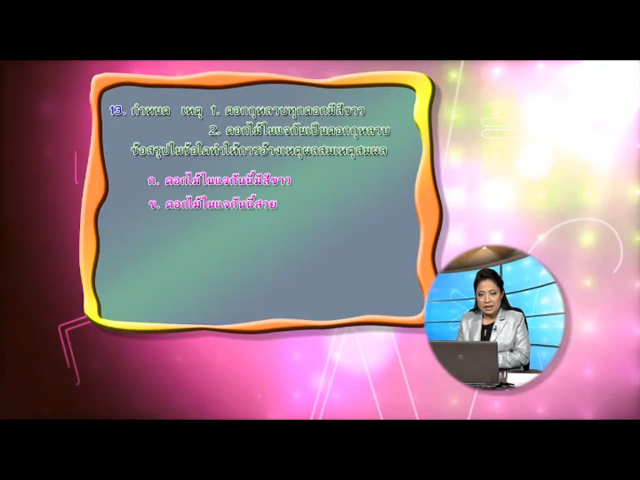 13. กำหนด เหตุ 1. ดอกกุหลาบทุกดอกมีสีขาว
2. ดอกไม้ในแจกันเป็นดอกกุหลาบ
ข้อสรุปในข้อใดทำให้การอ้างเหตุผลสมเหตุสมผล
ก. ดอกไม้ในแจกันนี้มีสีขาว
ข. ดอกไม้ในแจกันนี้สวย